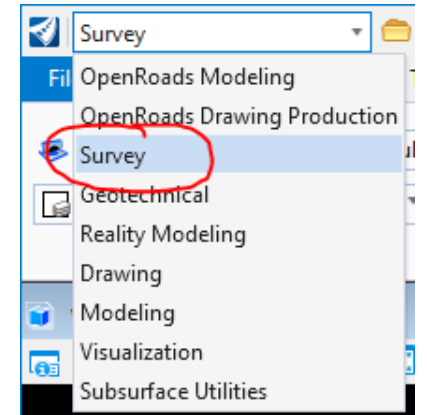 Survey
Fil
OpenRoads Modeling
OpenRoads Drawing Production
Survey
Geotechnical
Reality Modeling
Drawing
Modeling
Visualization
Subsurface Utilities